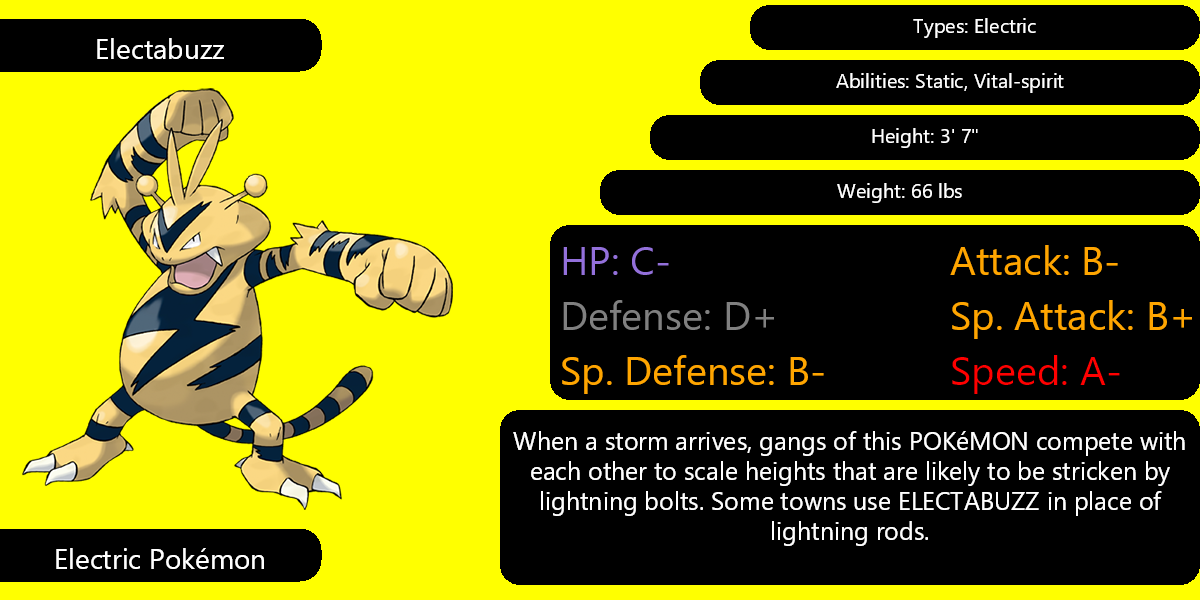 Electabuzz
Types: Electric
Abilities: Static, Vital-spirit
Height: 3' 7"
Weight: 66 lbs
HP: C-
Attack: B-
Defense: D+
Sp. Attack: B+
Sp. Defense: B-
Speed: A-
When a storm arrives, gangs of this POKéMON compete with
each other to scale heights that are likely to be stricken by
lightning bolts. Some towns use ELECTABUZZ in place of
lightning rods.
Electric Pokémon